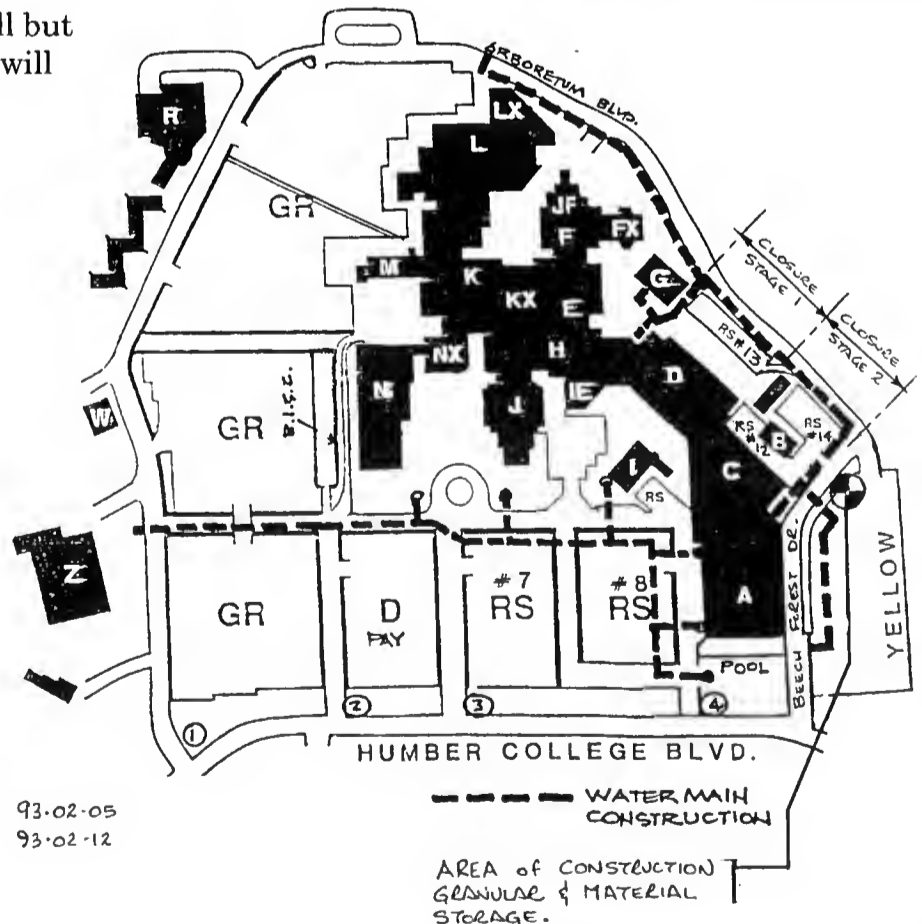 ll but
will
ARBORETUM BLVD.
R
LX
L
GR
JF
F
FX
M
K
KX
E
G
CLOSURE
STAGE 1
CLOSURE
STAGE 2
RS#13
NX
H
D
N
J
IE
W
GR
B.I.S.E.
RS
#12
B
RS
#14
I
C
RS
Z
GR
D
PAY
#7
RS
#8
RS
A
BEECH FOREST DR.
YELLOW
POOL
1
2
3
4
HUMBER COLLEGE BLVD.
93.02.05
93.02.12
WATER MAIN
CONSTRUCTION
AREA of CONSTRUCTION
GRANULAR & MATERIAL
STORAGE.